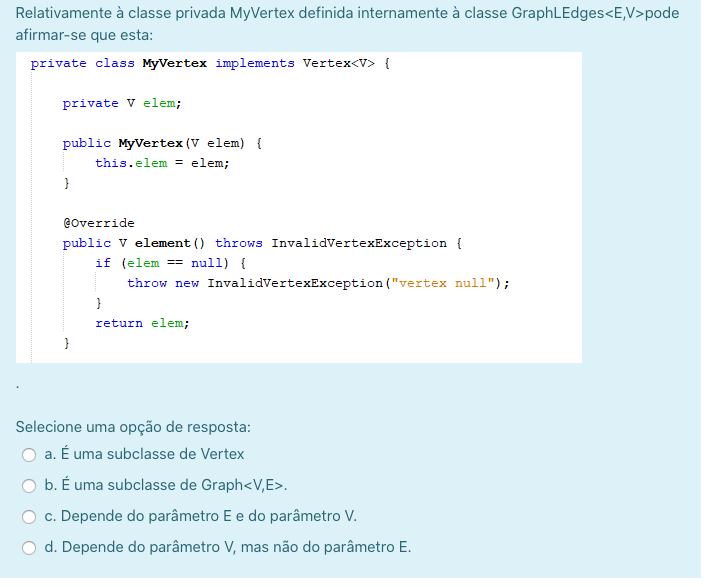 Relativamente à classe privada MyVertex definida internamente à classe GraphLEdges<E,V>pode
afirmar-se que esta:
private class MyVertex implements Vertex<V> {
private V elem;
public MyVertex(V elem) {
this.elem = elem;
}
@Override
public V element() throws InvalidVertexException {
if (elem == null) {
throw new InvalidVertexException("vertex null");
}
return elem;
}
.
Selecione uma opção de resposta:
a. É uma subclasse de Vertex
b. É uma subclasse de Graph<V,E>.
c. Depende do parâmetro E e do parâmetro V.
d. Depende do parâmetro V, mas não do parâmetro E.